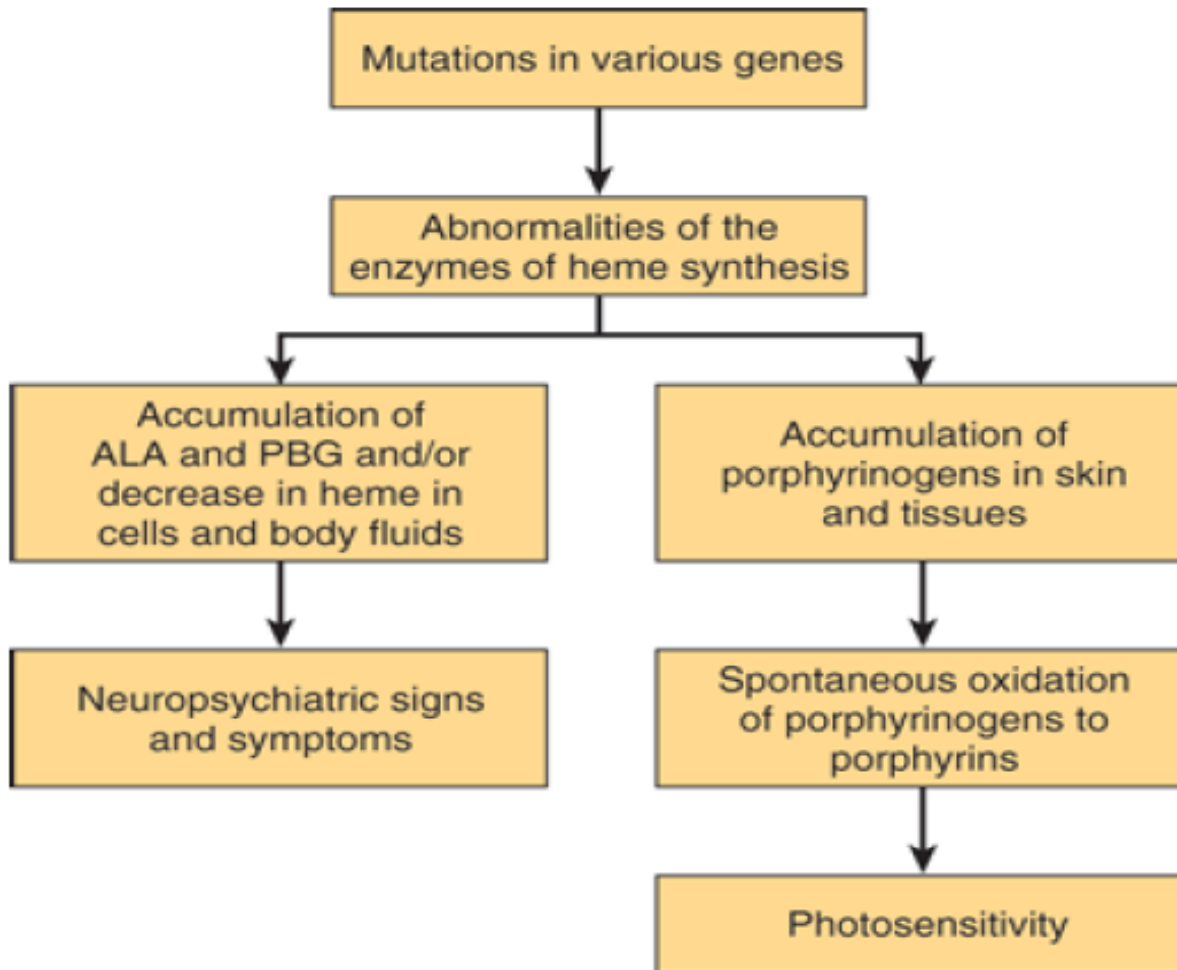 Mutations in various genes
Abnormalities of the
enzymes of heme synthesis
Accumulation of
ALA and PBG and/or
decrease in heme in
cells and body fluids
Accumulation of
porphyrinogens in skin
and tissues
Neuropsychiatric signs
and symptoms
Spontaneous oxidation
of porphyrinogens to
porphyrins
Photosensitivity